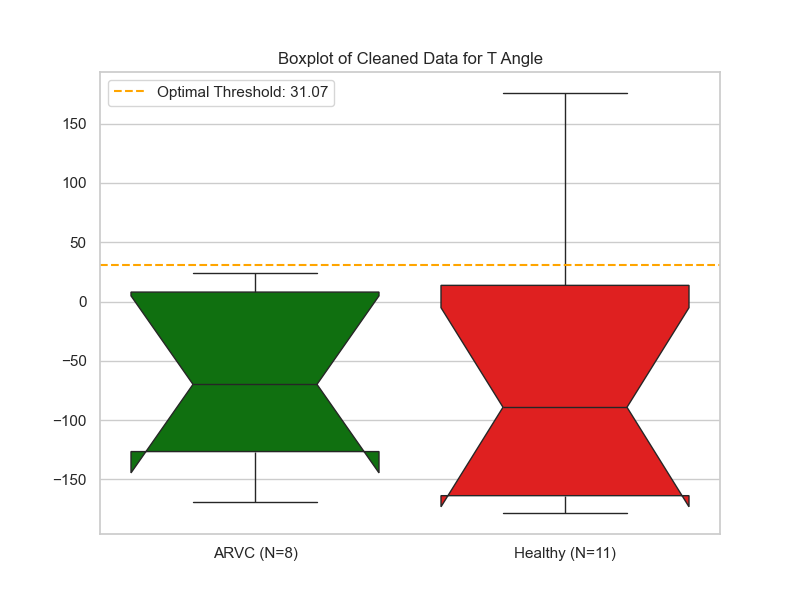 Boxplot of Cleaned Data for T Angle
Optimal Threshold: 31.07
150
100
50
0
−50
−100
−150
ARVC (N=8)
Healthy (N=11)